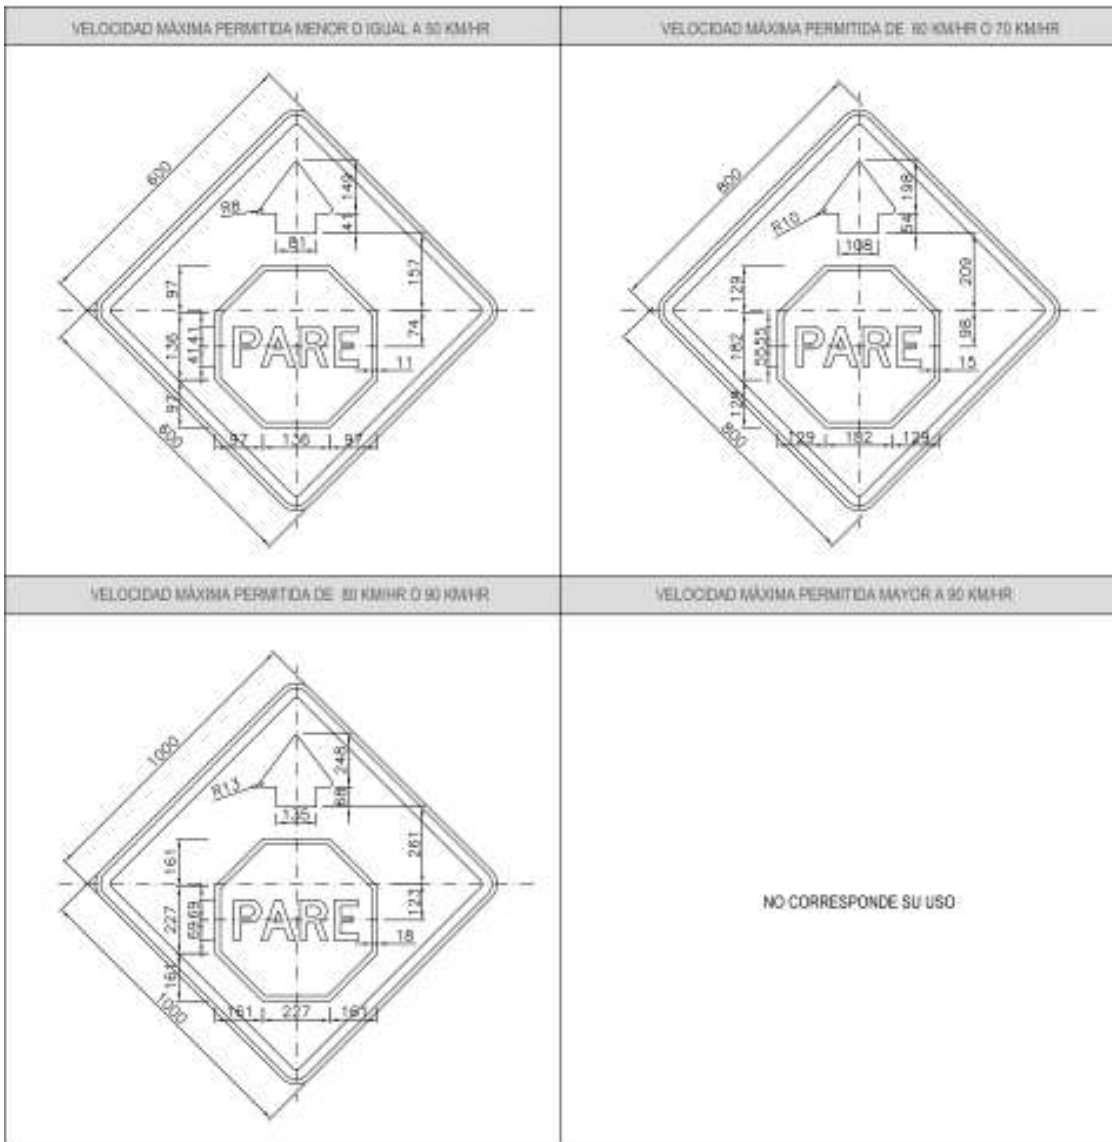 VELOCIDAD MÁXIMA PERMITIDA MENOR O IGUAL A 50 KM/HR
600
R8
149
41
81
157
97
136
41 41
PARE
74
11
97
600
97 136 97
VELOCIDAD MÁXIMA PERMITIDA DE 60 KM/HR O 70 KM/HR
800
R10
198
54
108
209
129
182
55 55
PARE
98
15
128
800
129 182 129
VELOCIDAD MÁXIMA PERMITIDA DE 80 KM/HR O 90 KM/HR
1000
R13
248
68
135
261
161
227
69 69
PARE
123
18
161
1000
161 227 161
VELOCIDAD MÁXIMA PERMITIDA MAYOR A 90 KM/HR
NO CORRESPONDE SU USO